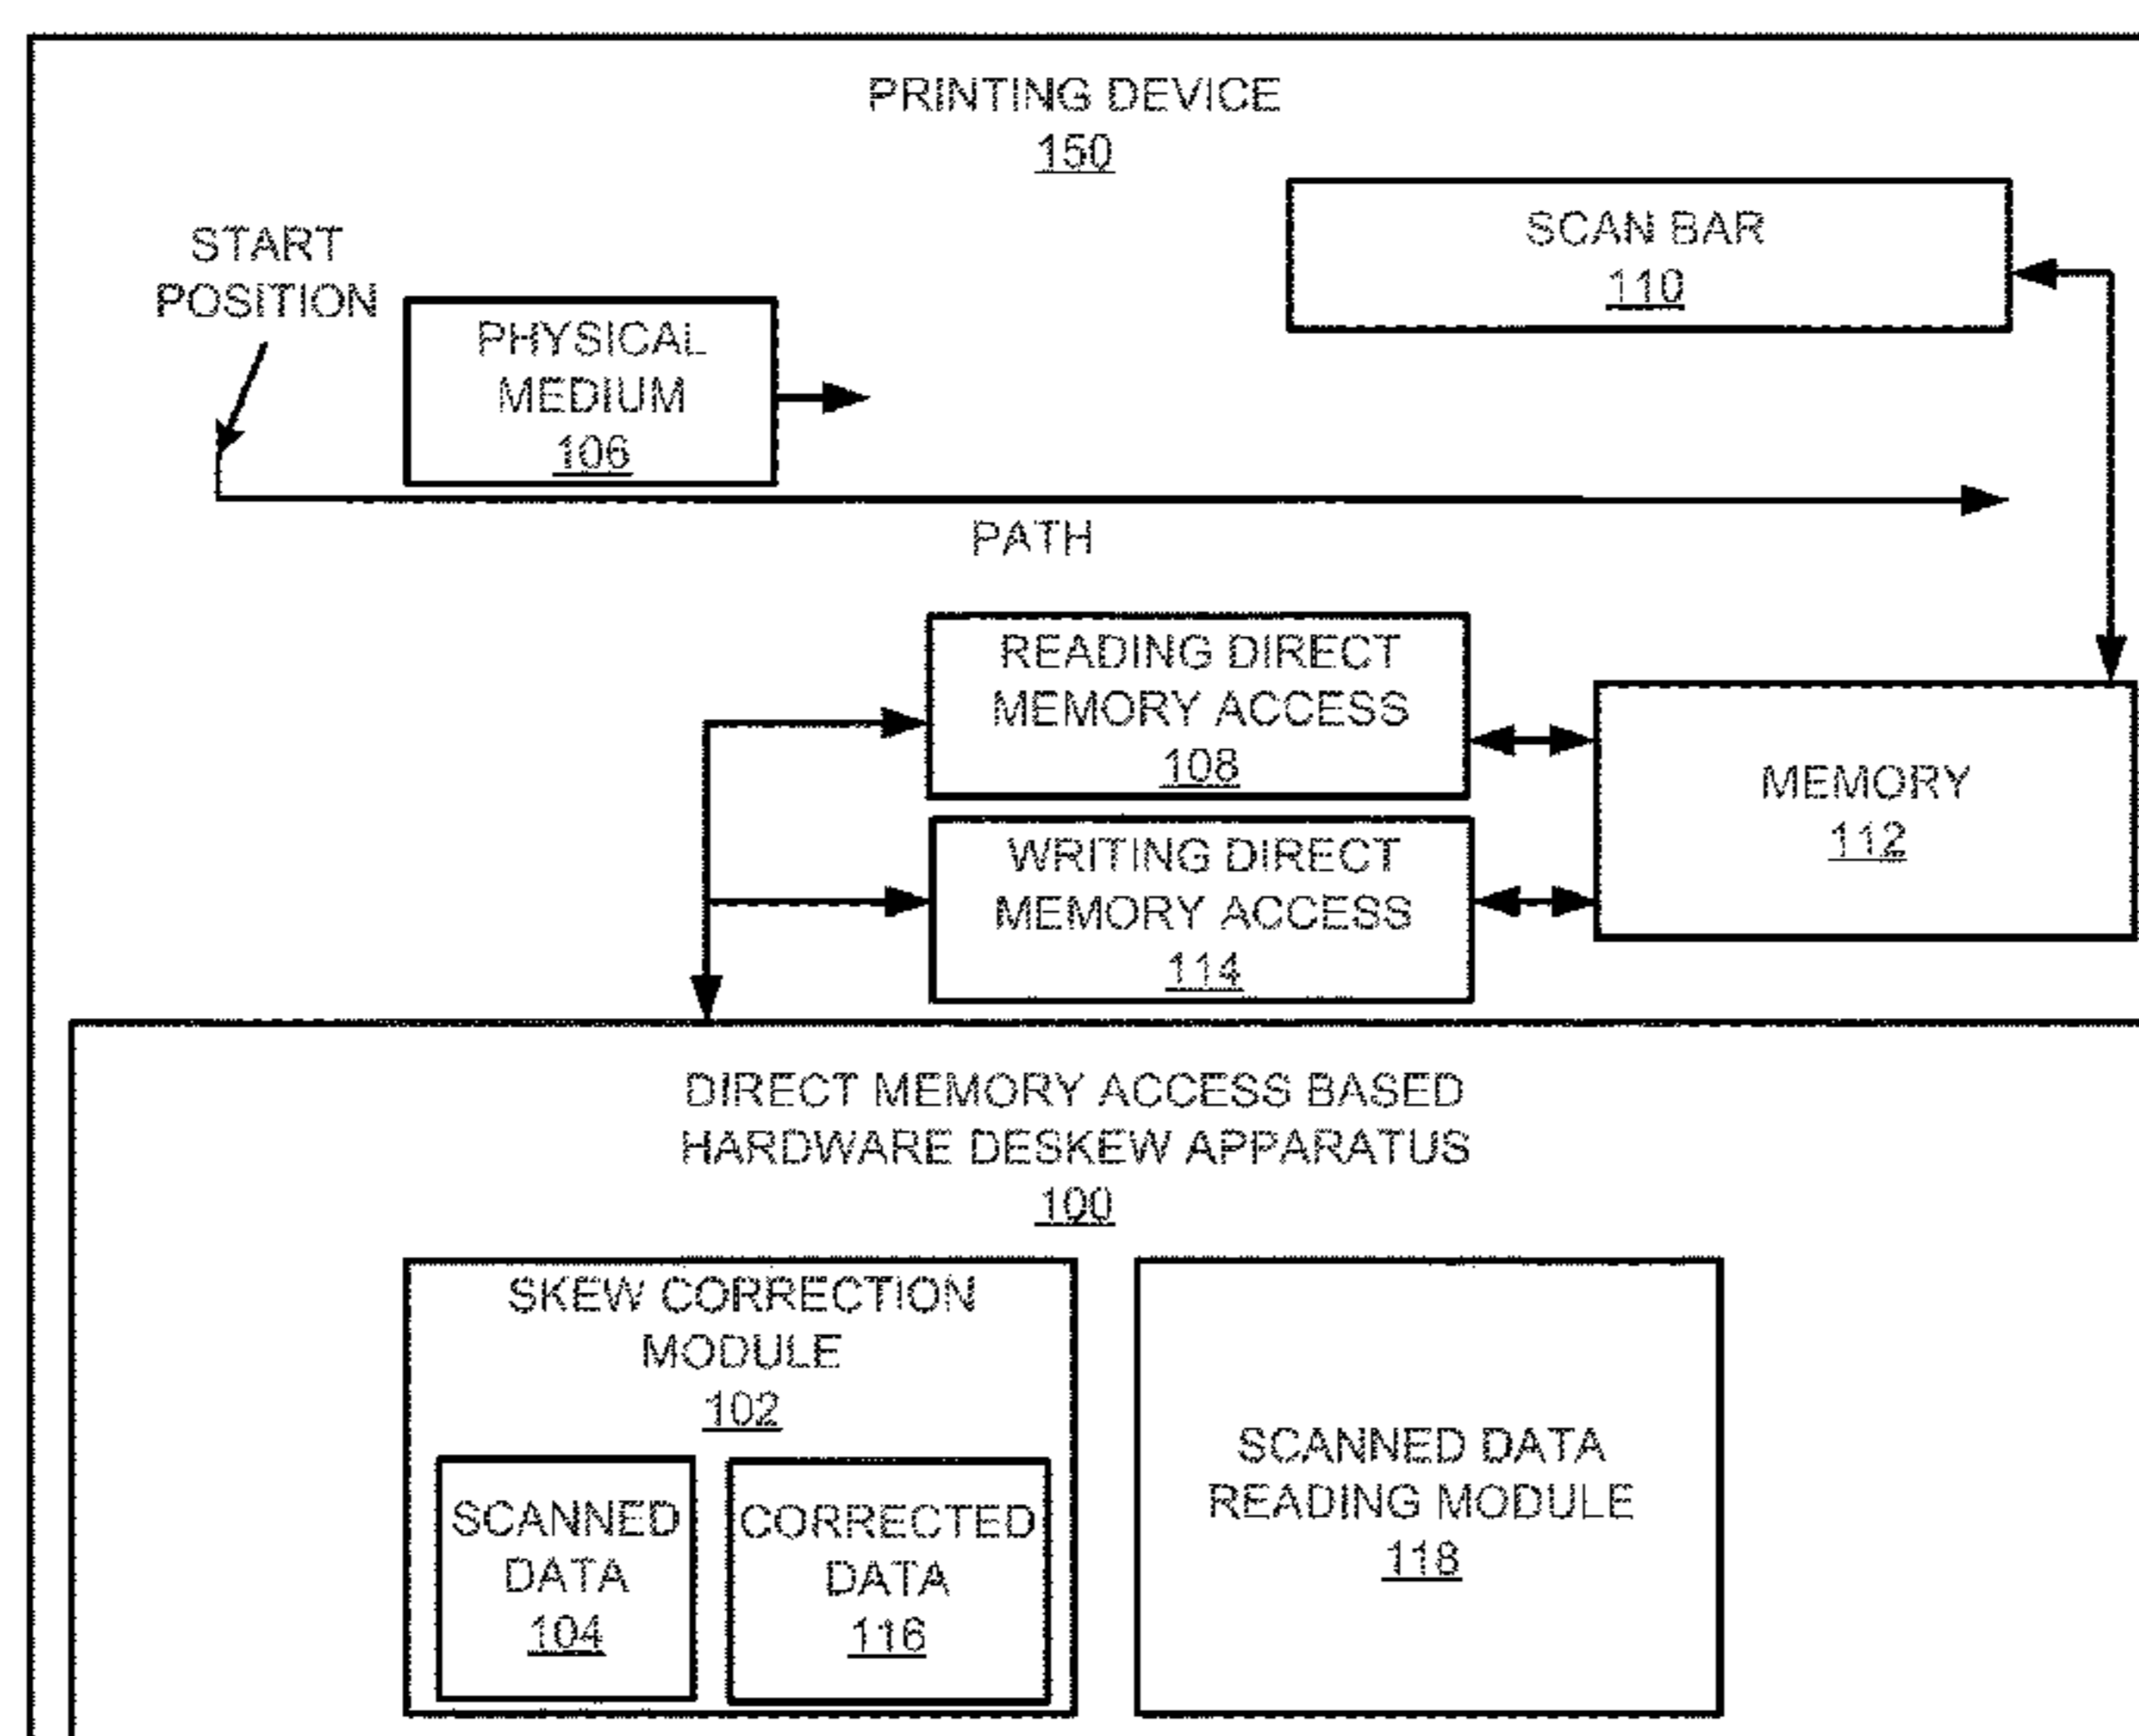 PRINTING DEVICE
150
SCAN BAR
110
START
POSITION
PHYSICAL
MEDIUM
106
PATH
READING DIRECT
MEMORY ACCESS
108
MEMORY
112
WRITING DIRECT
MEMORY ACCESS
114
DIRECT MEMORY ACCESS BASED
HARDWARE DESKEW APPARATUS
100
SKEW CORRECTION
MODULE
102
SCANNED
DATA
104
CORRECTED
DATA
116
SCANNED DATA
READING MODULE
118